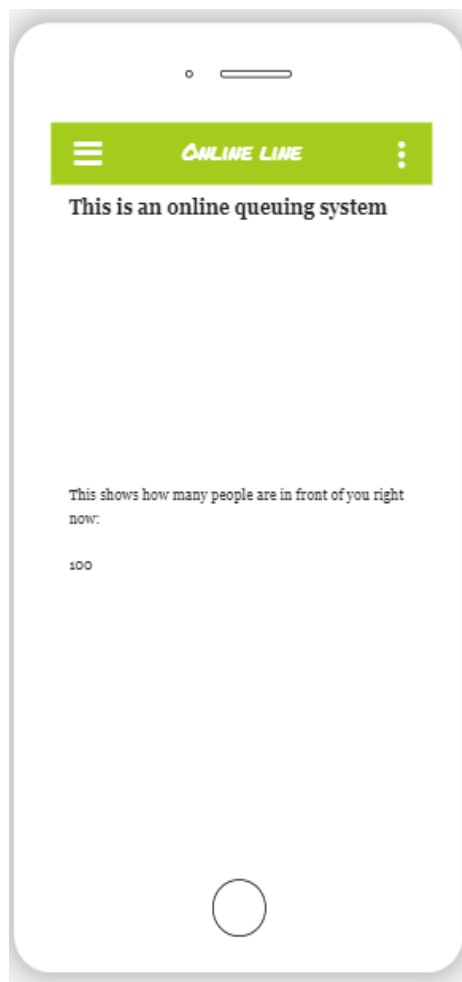 Online line
This is an online queuing system
This shows how many people are in front of you right
now:
100